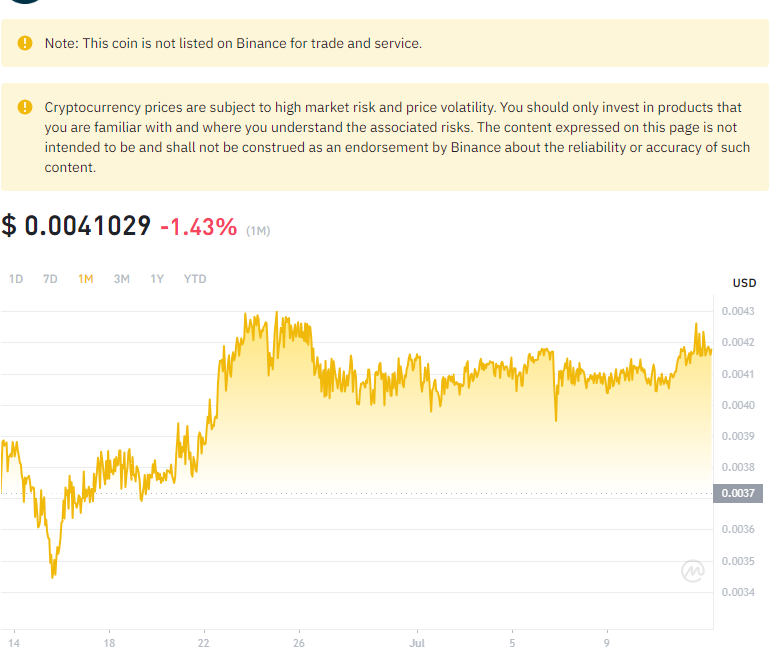 Note: This coin is not listed on Binance for trade and service.
Cryptocurrency prices are subject to high market risk and price volatility. You should only invest in products that
you are familiar with and where you understand the associated risks. The content expressed on this page is not
intended to be and shall not be construed as an endorsement by Binance about the reliability or accuracy of such
content.
$ 0.0041029 -1.43% (1M)
1D 7D 1M 3M 1Y YTD
USD
0.0043
0.0042
0.0041
0.0040
0.0039
0.0038
0.0037
0.0036
0.0035
0.0034
14 18 22 26 Jul 5 9